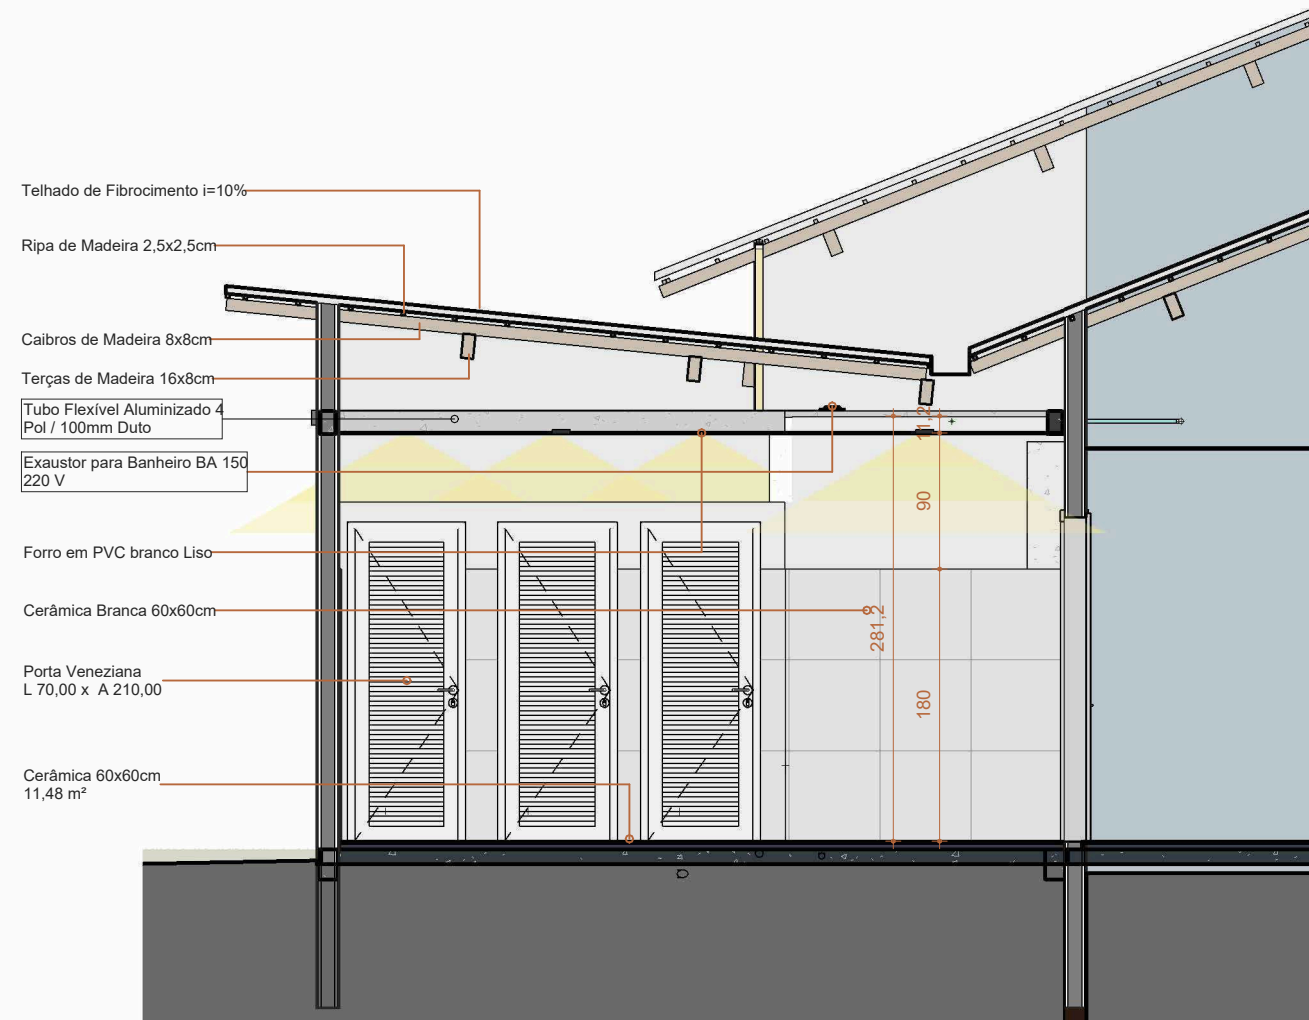 Telhado de Fibrocimento i=10%
Ripa de Madeira 2,5x2,5cm
Caibros de Madeira 8x8cm
Terças de Madeira 16x8cm
Tubo Flexível Aluminizado 4
Pol / 100mm Duto
Exaustor para Banheiro BA 150
220 V
Forro em PVC branco Liso
Cerâmica Branca 60x60cm
Porta Veneziana
L 70,00 x  A 210,00
Cerâmica 60x60cm
11,48 m²
11,2
90
281,2
180